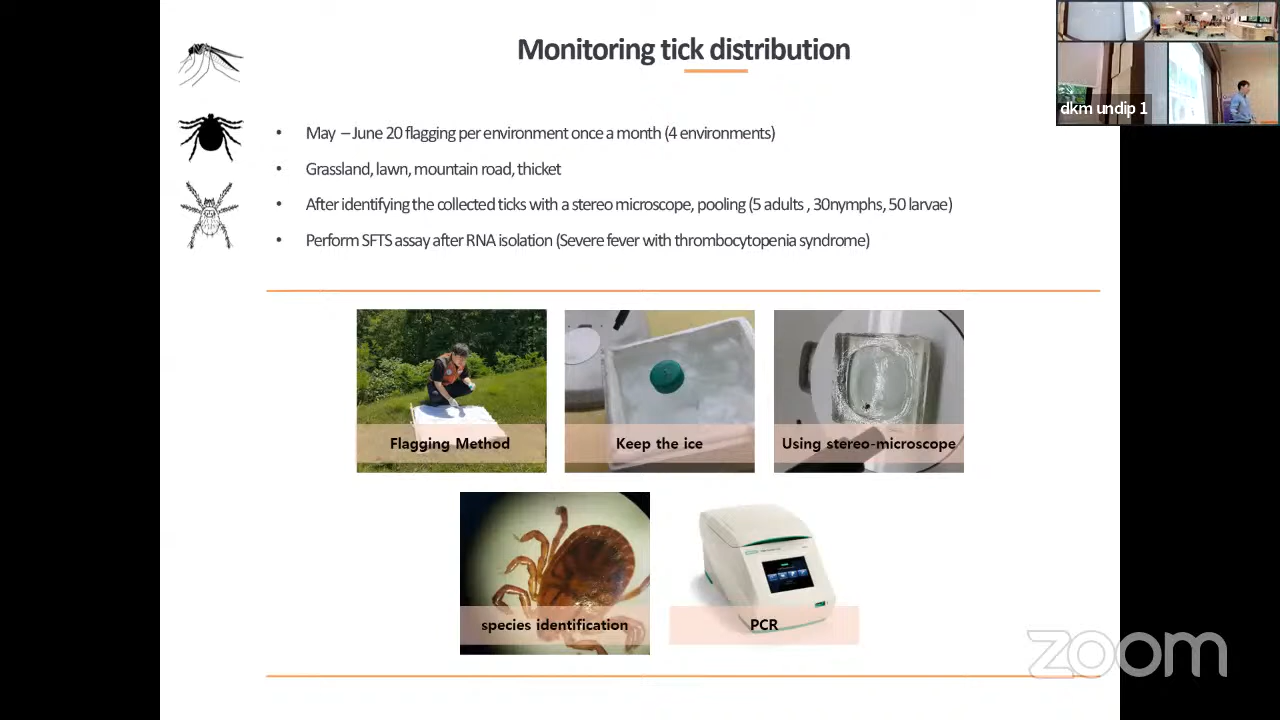 Monitoring tick distribution
dkm undip 1
• May – June 20 flagging per environment once a month (4 environments)
• Grassland, lawn, mountain road, thicket
• After identifying the collected ticks with a stereo microscope, pooling (5 adults , 30nymphs, 50 larvae)
• Perform SFTS assay after RNA isolation (Severe fever with thrombocytopenia syndrome)
Flagging Method
Keep the ice
Using stereo-microscope
species identification
PCR
zoom